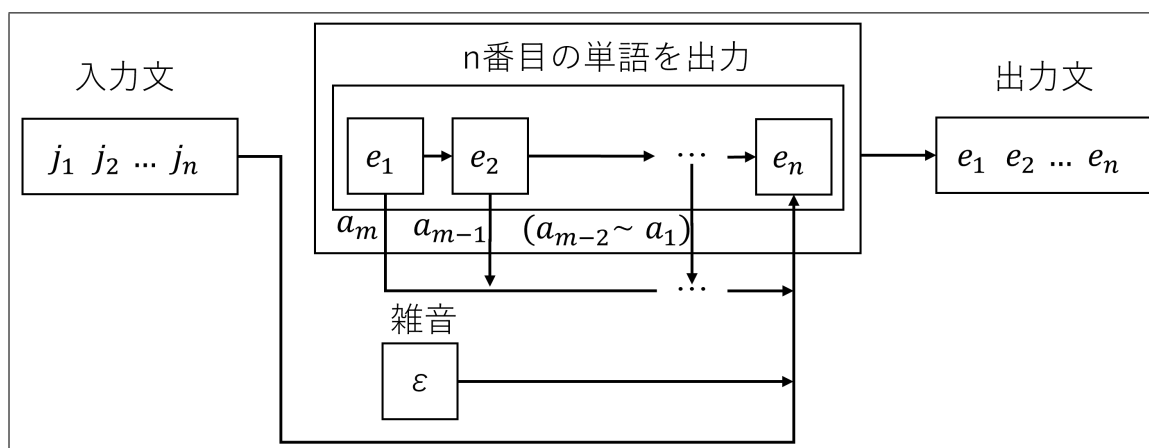 n番目の単語を出力
入力文
出力文
j₁ j₂ … jₙ
e₁
e₂
…
eₙ
e₁ e₂ … eₙ
aₘ
aₘ₋₁
(aₘ₋₂ ~ a₁)
…
雑音
ε